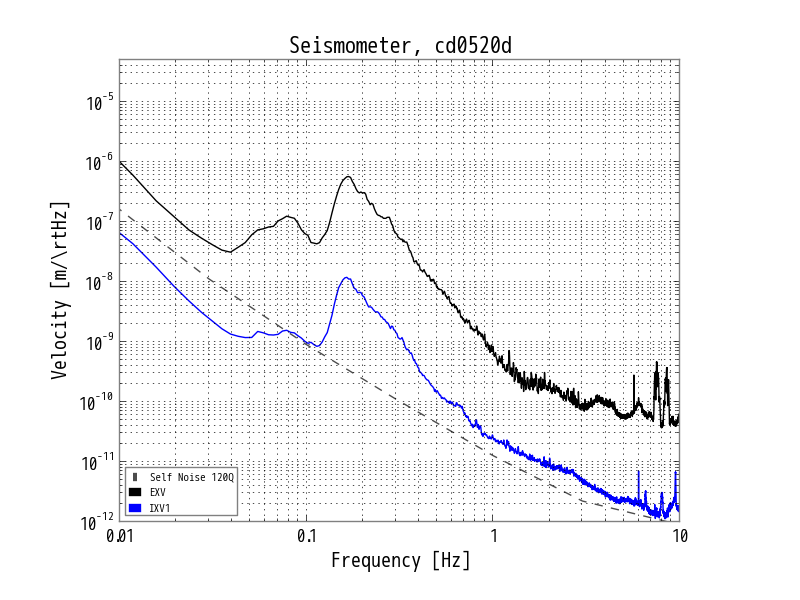 Seismometer, cd0520d
Velocity [m/\rtHz]
10-5
10-6
10-7
10-8
10-9
10-10
10-11
10-12
Self Noise 120Q
EXV
IXV1
0.01
0.1
1
10
Frequency [Hz]